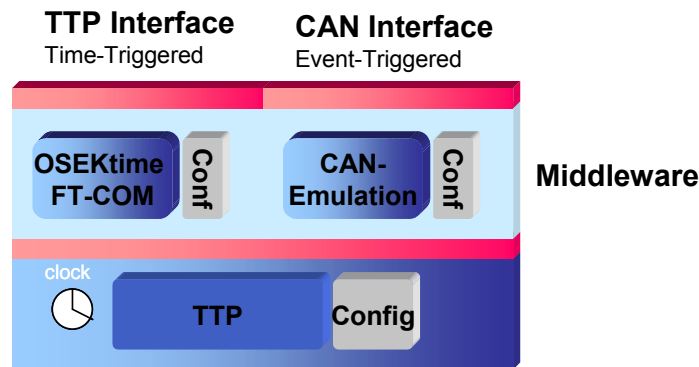 TTP Interface
Time-Triggered
CAN Interface
Event-Triggered
OSEKtime
FT-COM
Conf
CAN-
Emulation
Conf
Middleware
clock
TTP
Config